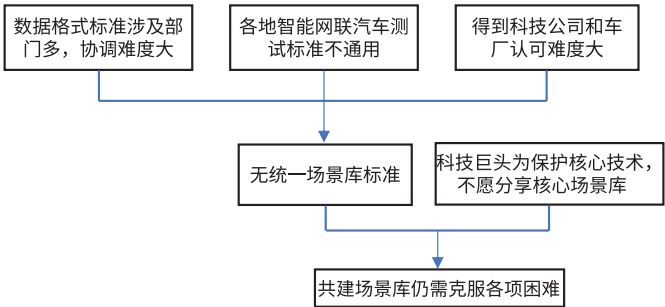 数据格式标准涉及部
门多，协调难度大
各地智能网联汽车测
试标准不通用
得到科技公司和车
厂认可难度大
无统一场景库标准
科技巨头为保护核心技术，
不愿分享核心场景库
共建场景库仍需克服各项困难